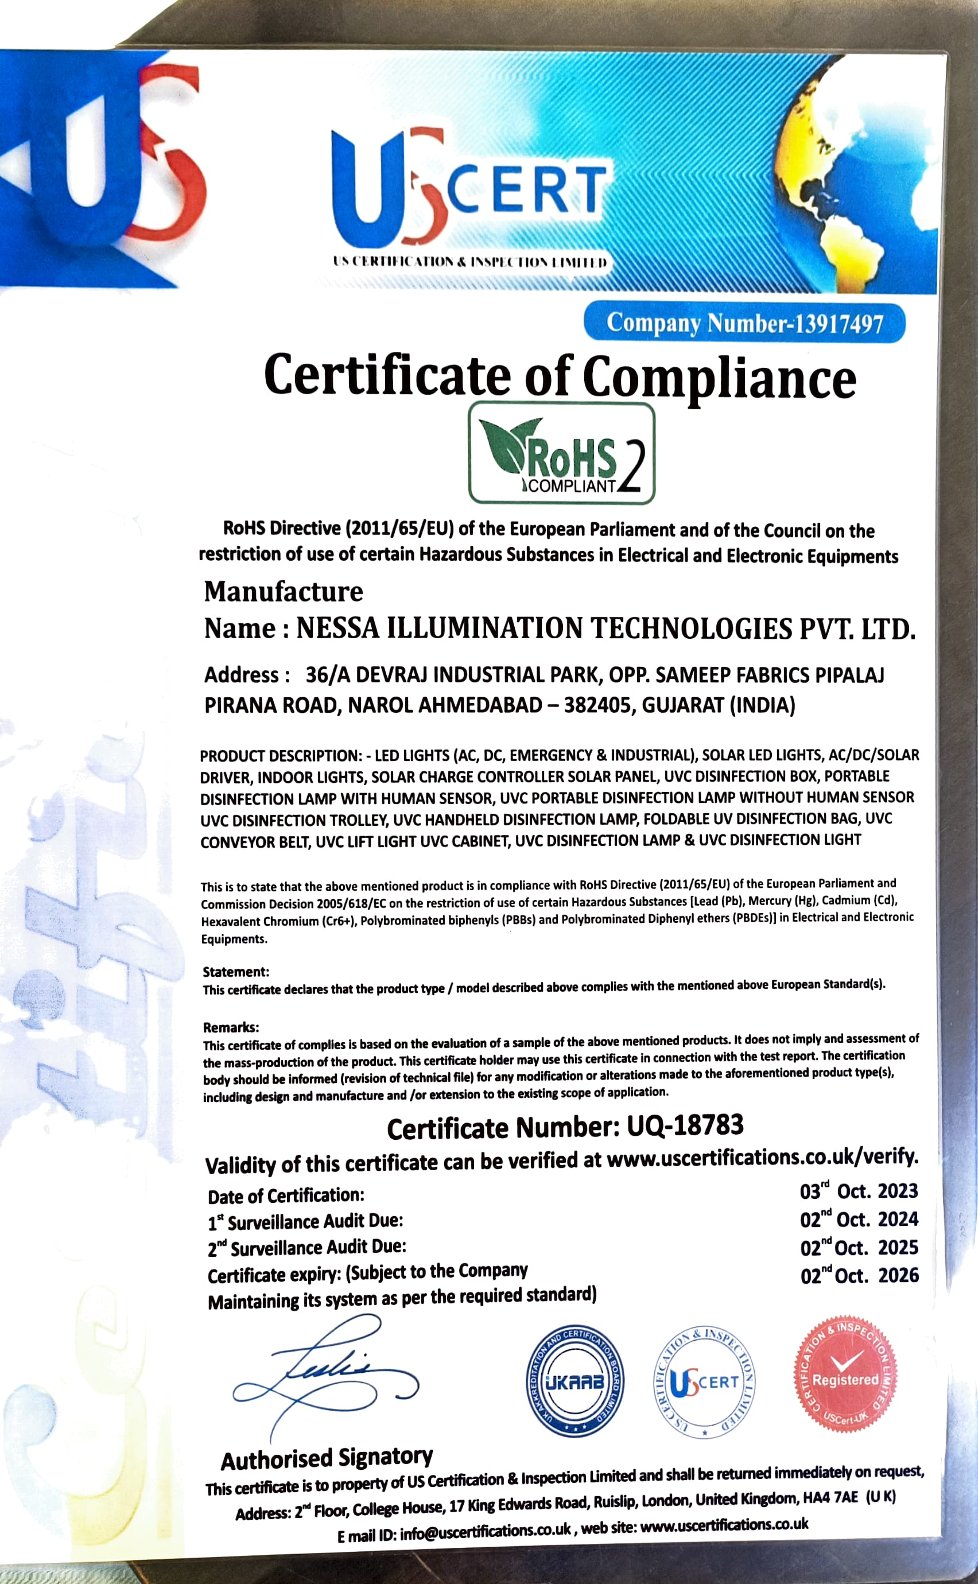 US
USCERT
US CERTIFICATION & INSPECTION LIMITED
Company Number-13917497
Certificate of Compliance
RoHS 2
COMPLIANT
RoHS Directive (2011/65/EU) of the European Parliament and of the Council on the
restriction of use of certain Hazardous Substances in Electrical and Electronic Equipments
Manufacture
Name : NESSA ILLUMINATION TECHNOLOGIES PVT. LTD.
Address : 36/A DEVRAJ INDUSTRIAL PARK, OPP. SAMEEP FABRICS PIPALAJ
PIRANA ROAD, NAROL AHMEDABAD – 382405, GUJARAT (INDIA)
PRODUCT DESCRIPTION: - LED LIGHTS (AC, DC, EMERGENCY & INDUSTRIAL), SOLAR LED LIGHTS, AC/DC/SOLAR
DRIVER, INDOOR LIGHTS, SOLAR CHARGE CONTROLLER SOLAR PANEL, UVC DISINFECTION BOX, PORTABLE
DISINFECTION LAMP WITH HUMAN SENSOR, UVC PORTABLE DISINFECTION LAMP WITHOUT HUMAN SENSOR
UVC DISINFECTION TROLLEY, UVC HANDHELD DISINFECTION LAMP, FOLDABLE UV DISINFECTION BAG, UVC
CONVEYOR BELT, UVC LIFT LIGHT UVC CABINET, UVC DISINFECTION LAMP & UVC DISINFECTION LIGHT
This is to state that the above mentioned product is in compliance with RoHS Directive (2011/65/EU) of the European Parliament and
Commission Decision 2005/618/EC on the restriction of use of certain Hazardous Substances [Lead (Pb), Mercury (Hg), Cadmium (Cd),
Hexavalent Chromium (Cr6+), Polybrominated biphenyls (PBBs) and Polybrominated Diphenyl ethers (PBDEs)] in Electrical and Electronic
Equipments.
Statement:
This certificate declares that the product type / model described above complies with the mentioned above European Standard(s).
Remarks:
This certificate of complies is based on the evaluation of a sample of the above mentioned products. It does not imply and assessment of
the mass-production of the product. This certificate holder may use this certificate in connection with the test report. The certification
body should be informed (revision of technical file) for any modification or alterations made to the aforementioned product type(s),
including design and manufacture and /or extension to the existing scope of application.
Certificate Number: UQ-18783
Validity of this certificate can be verified at www.uscertifications.co.uk/verify.
Date of Certification: 03rd Oct. 2023
1st Surveillance Audit Due: 02nd Oct. 2024
2nd Surveillance Audit Due: 02nd Oct. 2025
Certificate expiry: (Subject to the Company 02nd Oct. 2026
Maintaining its system as per the required standard)
Leslie
UK ACCREDITATION AND CERTIFICATION BOARD LIMITED
UKAAB
US CERTIFICATION & INSPECTION LIMITED
USCERT
CERTIFICATION & INSPECTION LIMITED
Registered
USCert-UK
Authorised Signatory
This certificate is to property of US Certification & Inspection Limited and shall be returned immediately on request,
Address: 2nd Floor, College House, 17 King Edwards Road, Ruislip, London, United Kingdom, HA4 7AE (U K)
E mail ID: info@uscertifications.co.uk , web site: www.uscertifications.co.uk